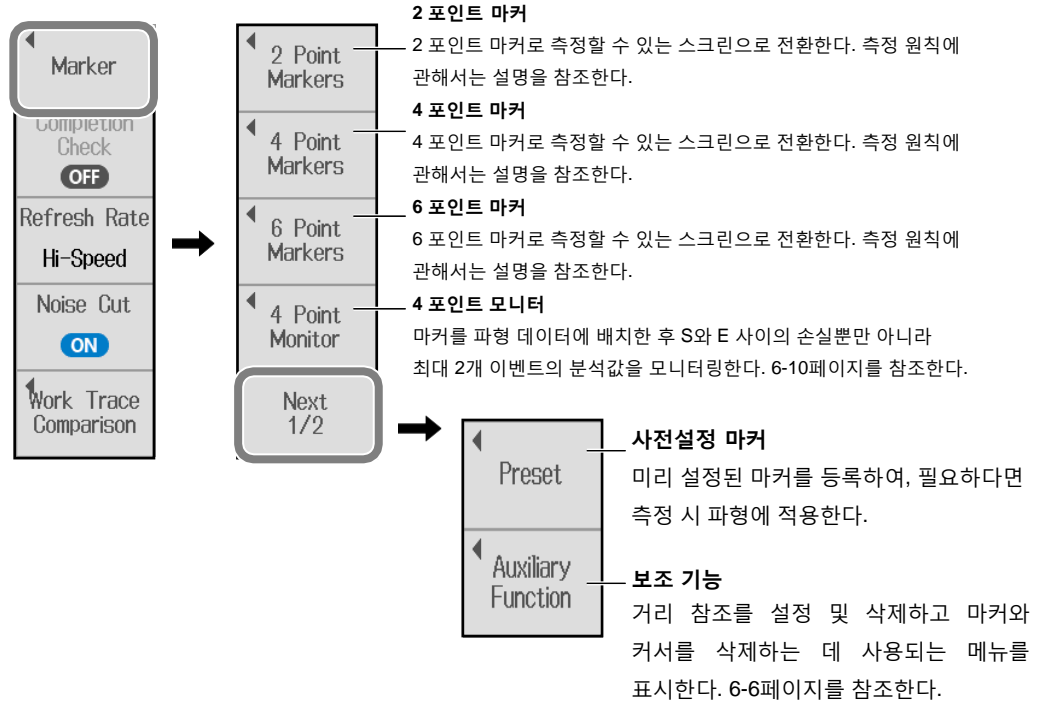 Marker
Completion
Check
OFF
Refresh Rate
Hi-Speed
Noise Cut
ON
Work Trace
Comparison
2 Point
Markers
4 Point
Markers
6 Point
Markers
4 Point
Monitor
Next
1/2
2 포인트 마커
2 포인트 마커로 측정할 수 있는 스크린으로 전환한다. 측정 원칙에
관해서는 설명을 참조한다.
4 포인트 마커
4 포인트 마커로 측정할 수 있는 스크린으로 전환한다. 측정 원칙에
관해서는 설명을 참조한다.
6 포인트 마커
6 포인트 마커로 측정할 수 있는 스크린으로 전환한다. 측정 원칙에
관해서는 설명을 참조한다.
4 포인트 모니터
마커를 파형 데이터에 배치한 후 S와 E 사이의 손실뿐만 아니라
최대 2개 이벤트의 분석값을 모니터링한다. 6-10페이지를 참조한다.
Preset
Auxiliary
Function
사전설정 마커
미리 설정된 마커를 등록하여, 필요하다면
측정 시 파형에 적용한다.
보조 기능
거리 참조를 설정 및 삭제하고 마커와
커서를 삭제하는 데 사용되는 메뉴를
표시한다. 6-6페이지를 참조한다.